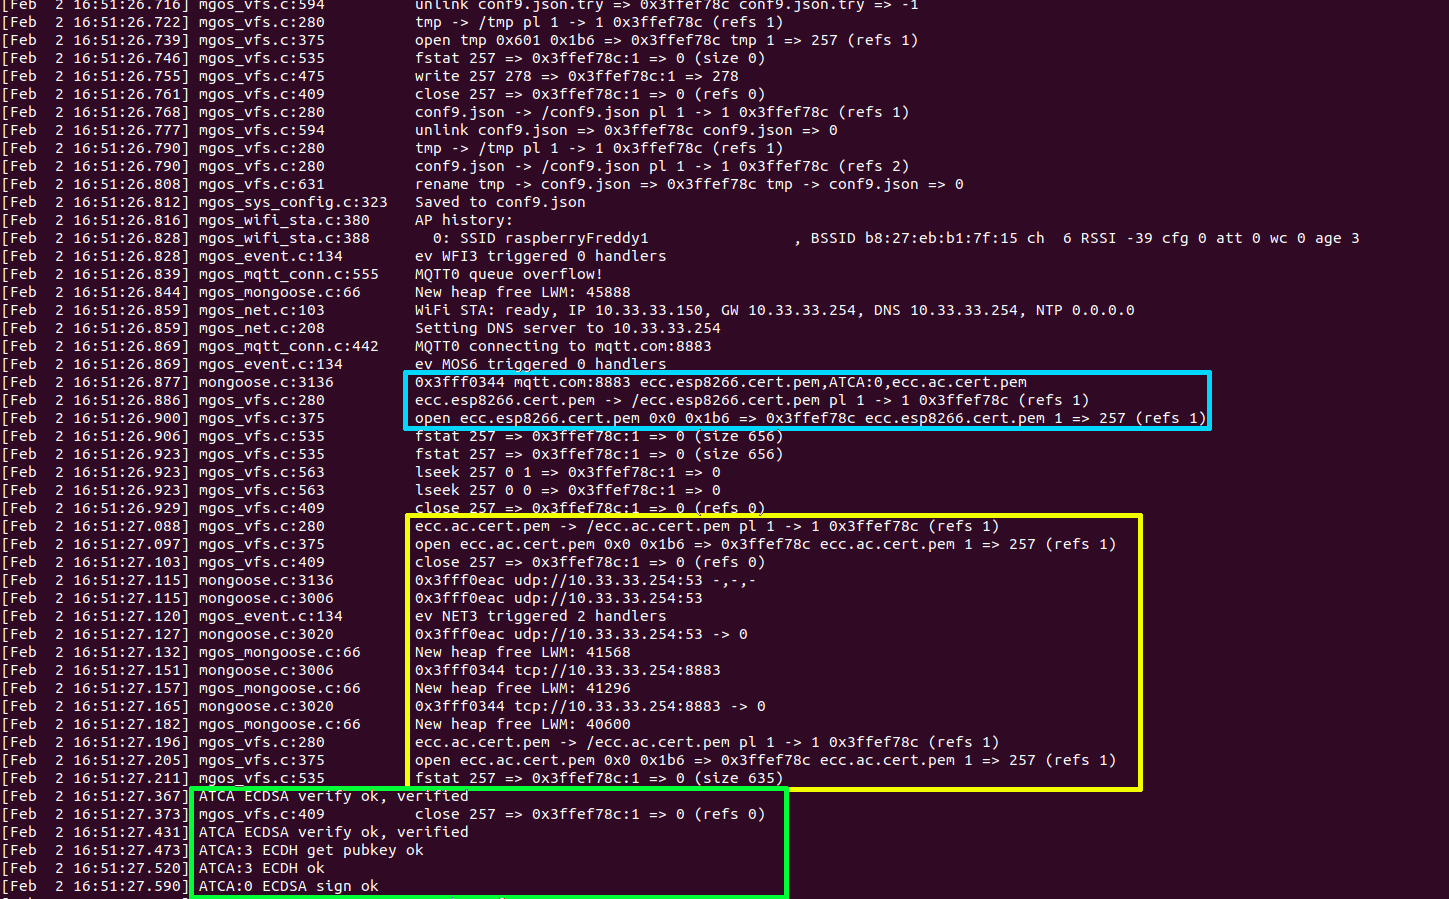 [Feb  2 16:51:26.716] mgos_vfs.c:594          unlink conf9.json.try => 0x3ffef78c conf9.json.try => -1
[Feb  2 16:51:26.722] mgos_vfs.c:280          tmp -> /tmp pl 1 -> 1 0x3ffef78c (refs 1)
[Feb  2 16:51:26.739] mgos_vfs.c:375          open tmp 0x601 0x1b6 => 0x3ffef78c tmp 1 => 257 (refs 1)
[Feb  2 16:51:26.746] mgos_vfs.c:535          fstat 257 => 0x3ffef78c:1 => 0 (size 0)
[Feb  2 16:51:26.755] mgos_vfs.c:475          write 257 278 => 0x3ffef78c:1 => 278
[Feb  2 16:51:26.761] mgos_vfs.c:409          close 257 => 0x3ffef78c:1 => 0 (refs 0)
[Feb  2 16:51:26.768] mgos_vfs.c:280          conf9.json -> /conf9.json pl 1 -> 1 0x3ffef78c (refs 1)
[Feb  2 16:51:26.777] mgos_vfs.c:594          unlink conf9.json => 0x3ffef78c conf9.json => 0
[Feb  2 16:51:26.790] mgos_vfs.c:280          tmp -> /tmp pl 1 -> 1 0x3ffef78c (refs 1)
[Feb  2 16:51:26.790] mgos_vfs.c:280          conf9.json -> /conf9.json pl 1 -> 1 0x3ffef78c (refs 2)
[Feb  2 16:51:26.808] mgos_vfs.c:631          rename tmp -> conf9.json => 0x3ffef78c tmp -> conf9.json => 0
[Feb  2 16:51:26.812] mgos_sys_config.c:323   Saved to conf9.json
[Feb  2 16:51:26.816] mgos_wifi_sta.c:380     AP history:
[Feb  2 16:51:26.828] mgos_wifi_sta.c:388       0: SSID raspberryFreddy1                , BSSID b8:27:eb:b1:7f:15 ch  6 RSSI -39 cfg 0 att 0 wc 0 age 3
[Feb  2 16:51:26.828] mgos_event.c:134        ev WFI3 triggered 0 handlers
[Feb  2 16:51:26.839] mgos_mqtt_conn.c:555    MQTT0 queue overflow!
[Feb  2 16:51:26.844] mgos_mongoose.c:66      New heap free LWM: 45888
[Feb  2 16:51:26.859] mgos_net.c:103          WiFi STA: ready, IP 10.33.33.150, GW 10.33.33.254, DNS 10.33.33.254, NTP 0.0.0.0
[Feb  2 16:51:26.859] mgos_net.c:208          Setting DNS server to 10.33.33.254
[Feb  2 16:51:26.869] mgos_mqtt_conn.c:442    MQTT0 connecting to mqtt.com:8883
[Feb  2 16:51:26.869] mgos_event.c:134        ev MOS6 triggered 0 handlers
[Feb  2 16:51:26.877] mongoose.c:3136         0x3fff0344 mqtt.com:8883 ecc.esp8266.cert.pem,ATCA:0,ecc.ac.cert.pem
[Feb  2 16:51:26.886] mgos_vfs.c:280          ecc.esp8266.cert.pem -> /ecc.esp8266.cert.pem pl 1 -> 1 0x3ffef78c (refs 1)
[Feb  2 16:51:26.900] mgos_vfs.c:375          open ecc.esp8266.cert.pem 0x0 0x1b6 => 0x3ffef78c ecc.esp8266.cert.pem 1 => 257 (refs 1)
[Feb  2 16:51:26.906] mgos_vfs.c:535          fstat 257 => 0x3ffef78c:1 => 0 (size 656)
[Feb  2 16:51:26.923] mgos_vfs.c:535          fstat 257 => 0x3ffef78c:1 => 0 (size 656)
[Feb  2 16:51:26.923] mgos_vfs.c:563          lseek 257 0 1 => 0x3ffef78c:1 => 0
[Feb  2 16:51:26.923] mgos_vfs.c:563          lseek 257 0 0 => 0x3ffef78c:1 => 0
[Feb  2 16:51:26.929] mgos_vfs.c:409          close 257 => 0x3ffef78c:1 => 0 (refs 0)
[Feb  2 16:51:27.088] mgos_vfs.c:280          ecc.ac.cert.pem -> /ecc.ac.cert.pem pl 1 -> 1 0x3ffef78c (refs 1)
[Feb  2 16:51:27.097] mgos_vfs.c:375          open ecc.ac.cert.pem 0x0 0x1b6 => 0x3ffef78c ecc.ac.cert.pem 1 => 257 (refs 1)
[Feb  2 16:51:27.103] mgos_vfs.c:409          close 257 => 0x3ffef78c:1 => 0 (refs 0)
[Feb  2 16:51:27.115] mongoose.c:3136         0x3fff0eac udp://10.33.33.254:53 -,-,-
[Feb  2 16:51:27.115] mongoose.c:3006         0x3fff0eac udp://10.33.33.254:53
[Feb  2 16:51:27.120] mgos_event.c:134        ev NET3 triggered 2 handlers
[Feb  2 16:51:27.127] mongoose.c:3020         0x3fff0eac udp://10.33.33.254:53 -> 0
[Feb  2 16:51:27.132] mgos_mongoose.c:66      New heap free LWM: 41568
[Feb  2 16:51:27.151] mongoose.c:3006         0x3fff0344 tcp://10.33.33.254:8883
[Feb  2 16:51:27.157] mgos_mongoose.c:66      New heap free LWM: 41296
[Feb  2 16:51:27.165] mongoose.c:3020         0x3fff0344 tcp://10.33.33.254:8883 -> 0
[Feb  2 16:51:27.182] mgos_mongoose.c:66      New heap free LWM: 40600
[Feb  2 16:51:27.196] mgos_vfs.c:280          ecc.ac.cert.pem -> /ecc.ac.cert.pem pl 1 -> 1 0x3ffef78c (refs 1)
[Feb  2 16:51:27.205] mgos_vfs.c:375          open ecc.ac.cert.pem 0x0 0x1b6 => 0x3ffef78c ecc.ac.cert.pem 1 => 257 (refs 1)
[Feb  2 16:51:27.211] mgos_vfs.c:535          fstat 257 => 0x3ffef78c:1 => 0 (size 635)
[Feb  2 16:51:27.367] ATCA ECDSA verify ok, verified
[Feb  2 16:51:27.373] mgos_vfs.c:409          close 257 => 0x3ffef78c:1 => 0 (refs 0)
[Feb  2 16:51:27.431] ATCA ECDSA verify ok, verified
[Feb  2 16:51:27.473] ATCA:3 ECDH get pubkey ok
[Feb  2 16:51:27.520] ATCA:3 ECDH ok
[Feb  2 16:51:27.590] ATCA:0 ECDSA sign ok